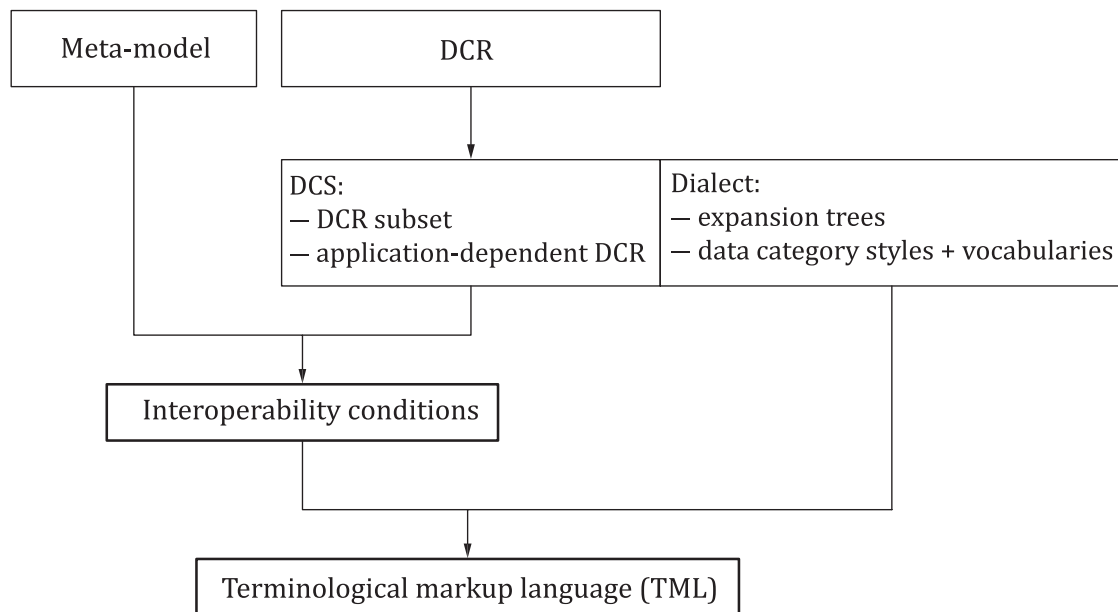 Meta-model
DCR
DCS:
— DCR subset
— application-dependent DCR
Dialect:
— expansion trees
— data category styles + vocabularies
Interoperability conditions
Terminological markup language (TML)